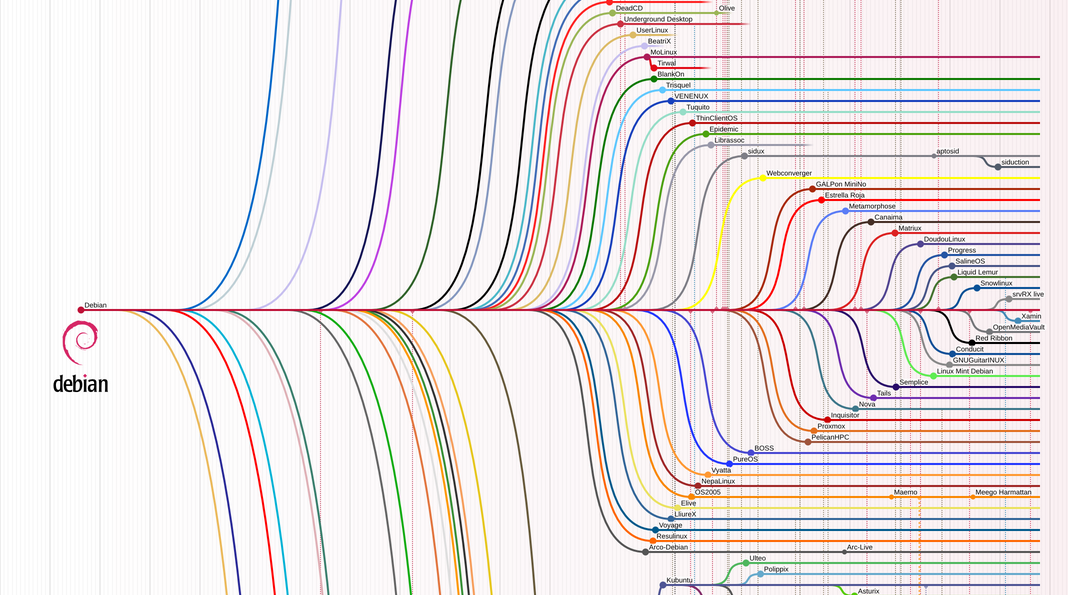 DeadCD
Olive
Underground Desktop
UserLinux
BeatriX
MoLinux
Tirwal
BlankOn
Trisquel
VENENUX
Tuquito
ThinClientOS
Epidemic
Librassoc
sidux
aptosid
siduction
Webconverger
GALPon MiniNo
Estrella Roja
Metamorphose
Canaima
Matriux
DoudouLinux
Progress
SalineOS
Liquid Lemur
Snowlinux
srvRX live
Debian
Xamin
OpenMediaVault
Red Ribbon
Conducit
GNUGuitarINUX
Linux Mint Debian
debian
Semplice
Tails
Nova
Inquisitor
Proxmox
PelicanHPC
BOSS
PureOS
Vyatta
NepaLinux
OS2005
Maemo
Meego Harmattan
Elive
LliureX
Voyage
Resulinux
Arco-Debian
Arc-Live
Ulteo
Polippix
Kubuntu
Asturix